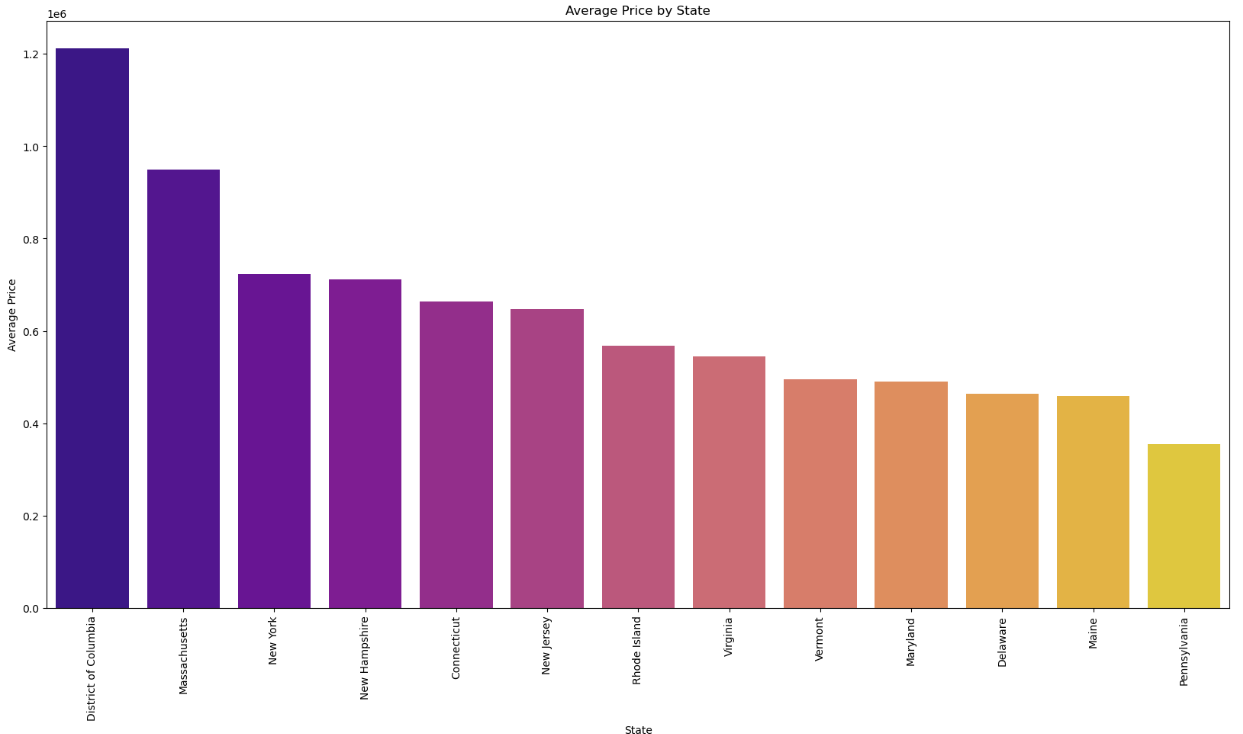 Average Price by State
1e6
1.2
1.0
0.8
0.6
0.4
0.2
0.0
Average Price
District of Columbia
Massachusetts
New York
New Hampshire
Connecticut
New Jersey
Rhode Island
Virginia
Vermont
Maryland
Delaware
Maine
Pennsylvania
State